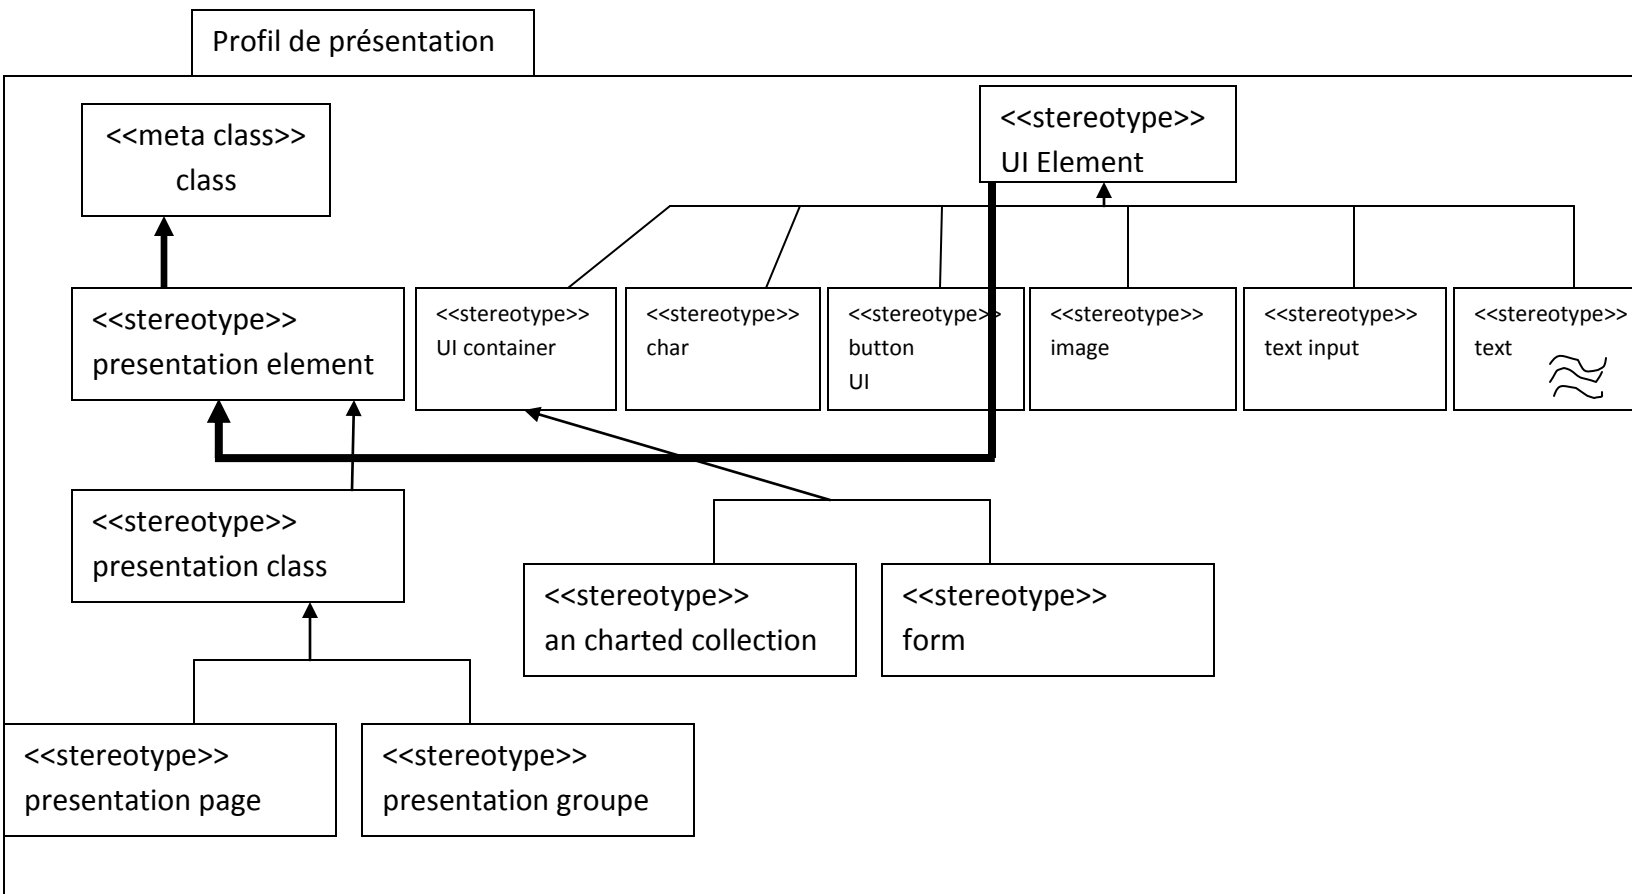 Profil de présentation
<<meta class>>
class
<<stereotype>>
UI Element
<<stereotype>>
presentation element
<<stereotype>>
UI container
<<stereotype>>
char
<<stereotype>>
button
UI
<<stereotype>>
image
<<stereotype>>
text input
<<stereotype>>
text
<<stereotype>>
presentation class
<<stereotype>>
an charted collection
<<stereotype>>
form
<<stereotype>>
presentation page
<<stereotype>>
presentation groupe